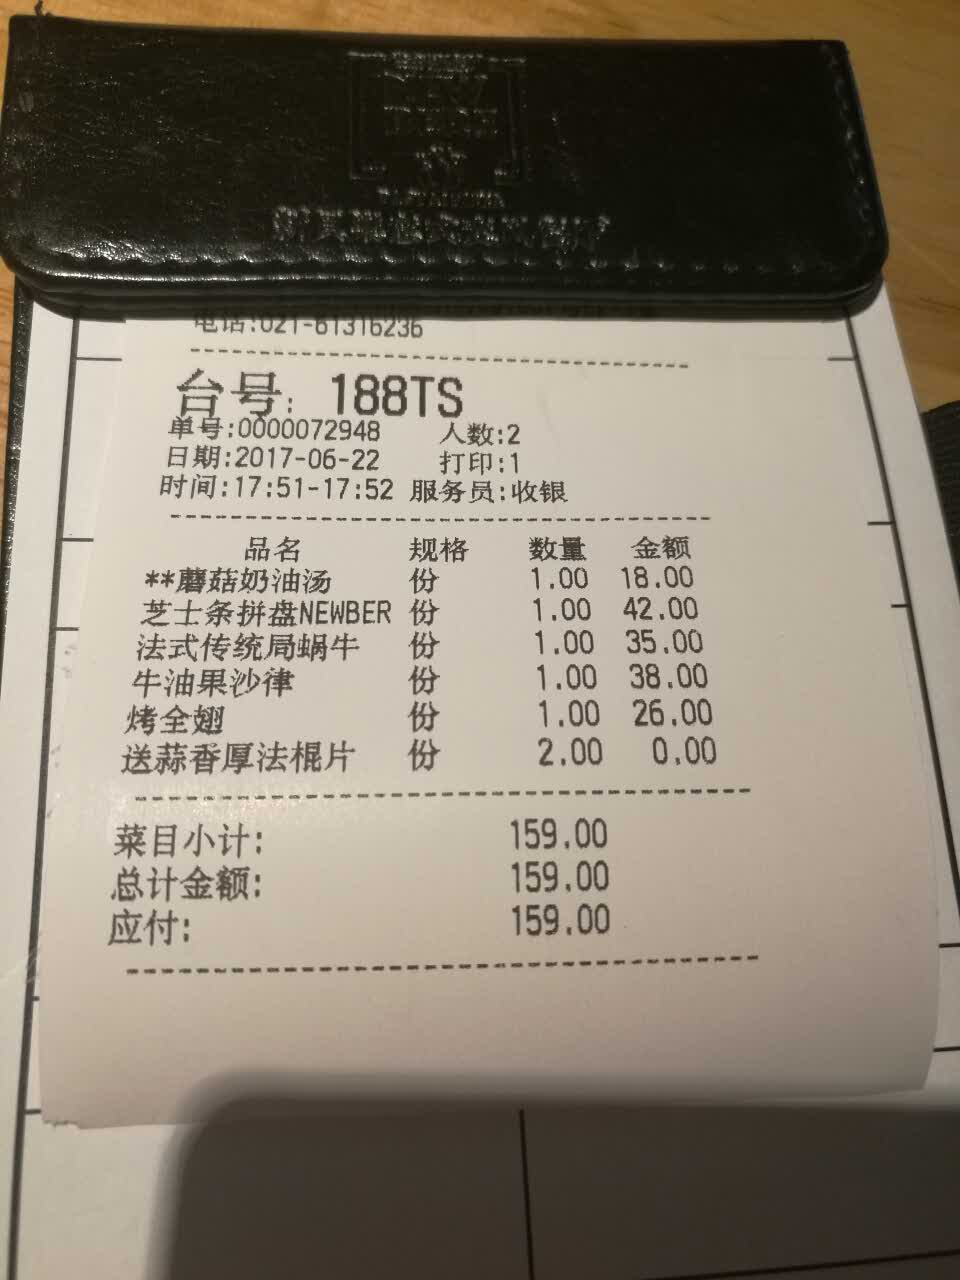 电话:021-61316236
台号: 188TS
单号:0000072948 人数:2
日期:2017-06-22 打印:1
时间:17:51-17:52 服务员:收银
品名 规格 数量 金额
**蘑菇奶油汤 份 1.00 18.00
芝士条拼盘NEWBER 份 1.00 42.00
法式传统局蜗牛 份 1.00 35.00
牛油果沙律 份 1.00 38.00
烤全翅 份 1.00 26.00
送蒜香厚法棍片 份 2.00 0.00
菜目小计: 159.00
总计金额: 159.00
应付: 159.00